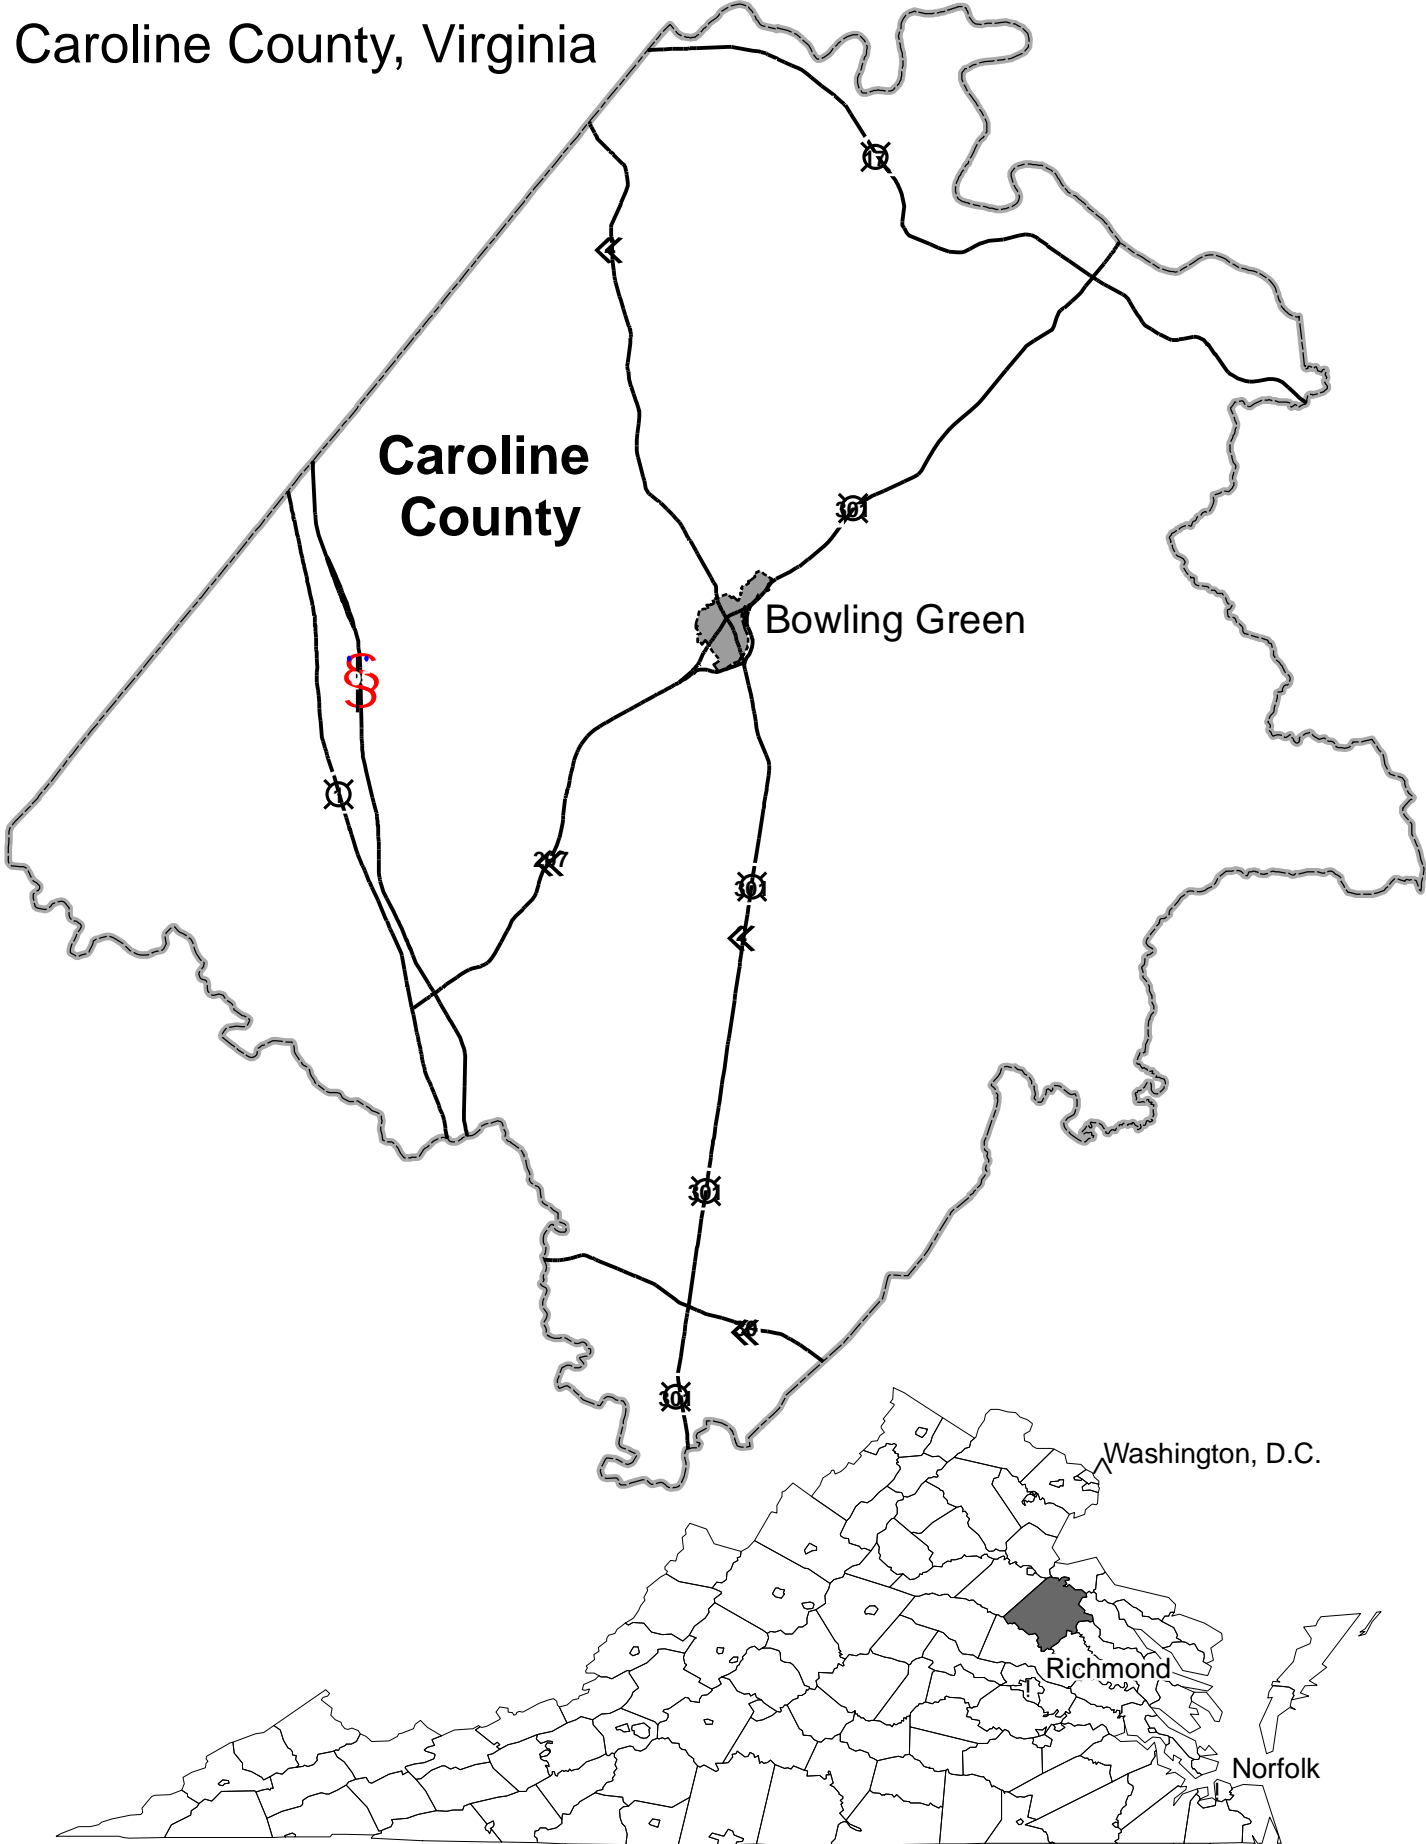 Caroline County, Virginia
17
Caroline
County
301
Bowling Green
1
207
301
301
301
Washington, D.C.
Richmond
Norfolk